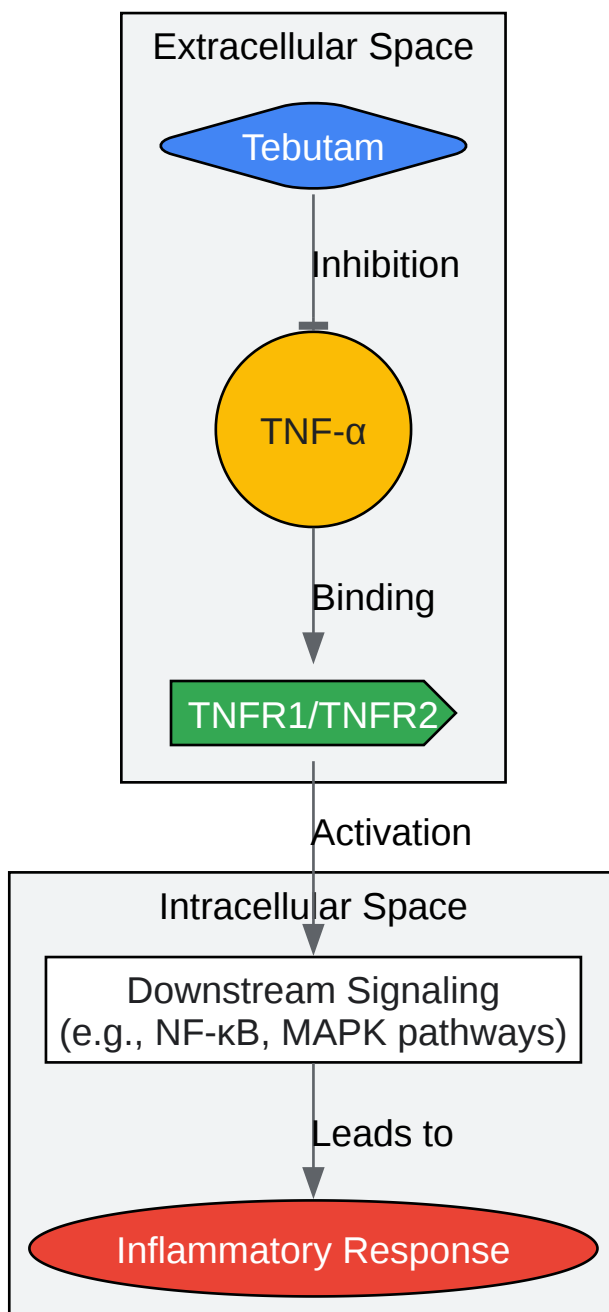 Extracellular Space
Tebutam
Inhibition
TNF-α
Binding
TNFR1/TNFR2
Activation
Intracellular Space
Downstream Signaling
(e.g., NF-κB, MAPK pathways)
Leads to
Inflammatory Response